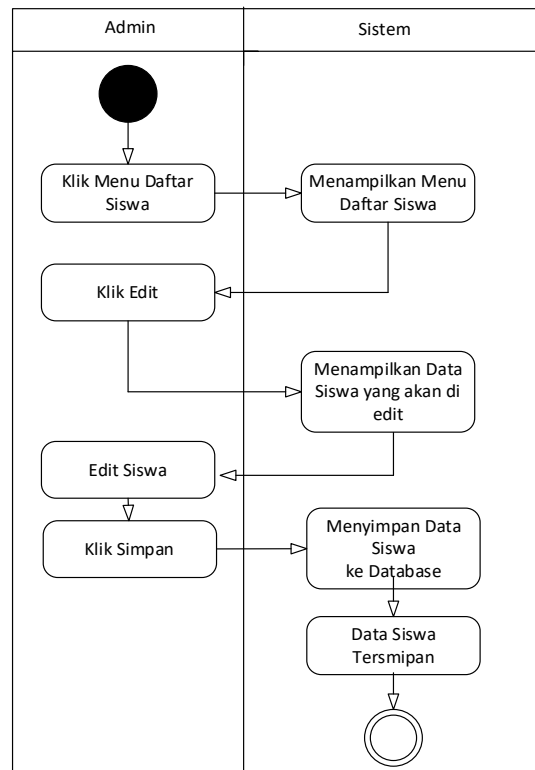 Admin
Sistem
Klik Menu Daftar
Siswa
Menampilkan Menu
Daftar Siswa
Klik Edit
Menampilkan Data
Siswa yang akan di
edit
Edit Siswa
Klik Simpan
Menyimpan Data
Siswa
ke Database
Data Siswa
Tersmipan